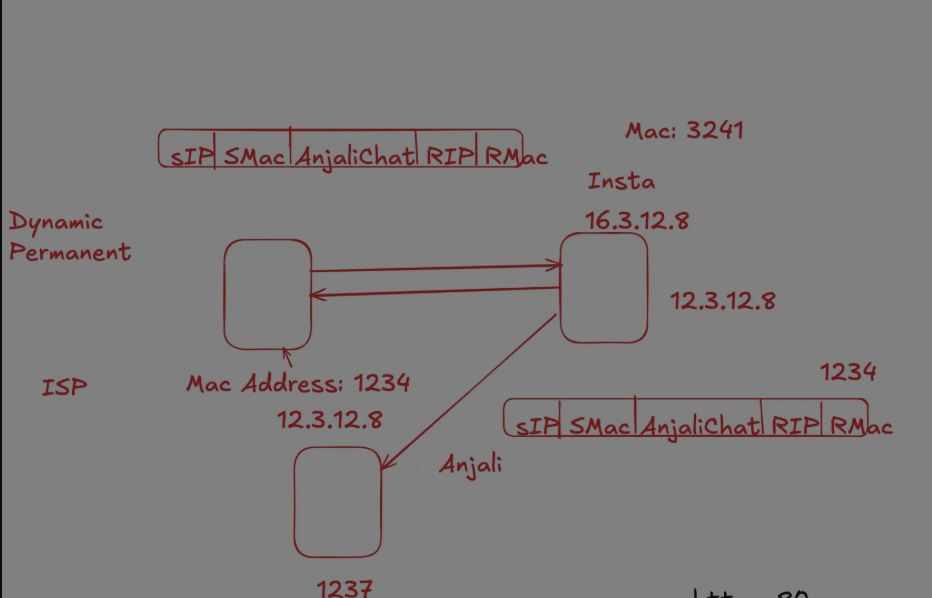 Mac: 3241
sIP SMac AnjaliChat RIP RMac
Insta
16.3.12.8
Dynamic
Permanent
12.3.12.8
1234
ISP
Mac Address: 1234
12.3.12.8
sIP SMac AnjaliChat RIP RMac
Anjali
1237